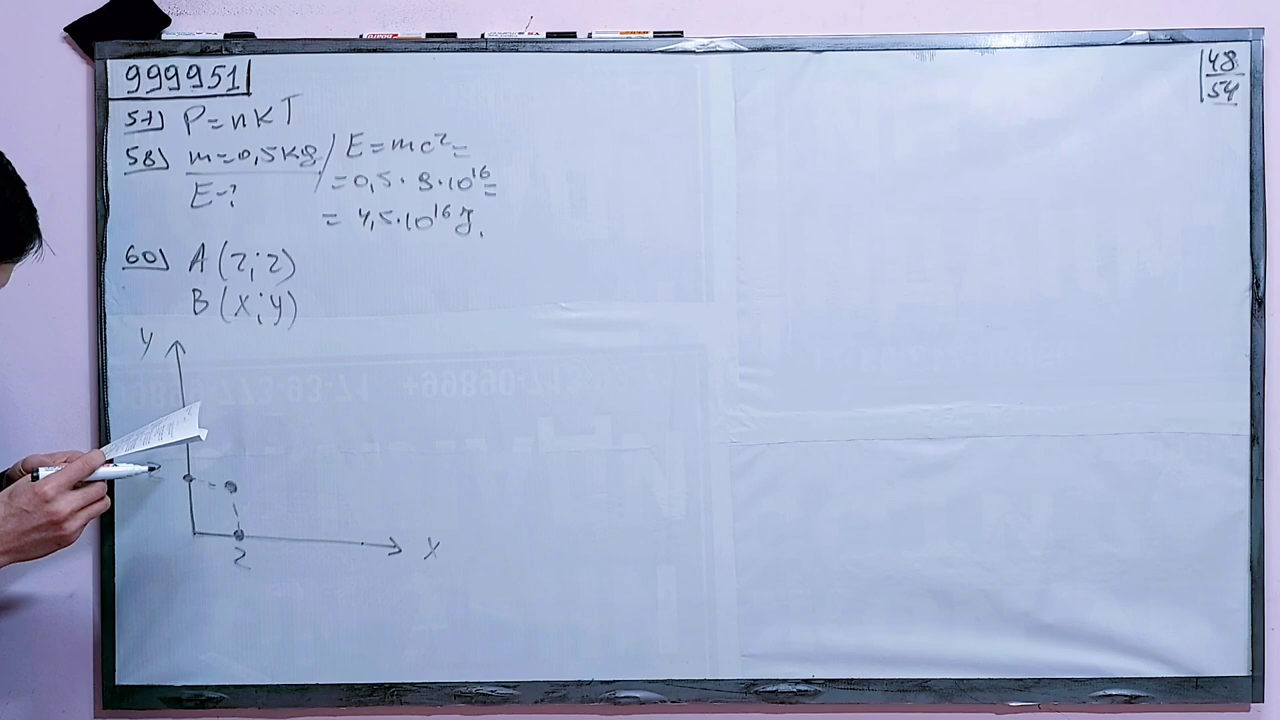 999951
48
54
57) P=nKT
58) m=0,5kg / E=mc²=
E-? =0,5·9·10¹⁶=
= 4,5·10¹⁶J.
60) A(2;2)
B(x;y)
y
2
x